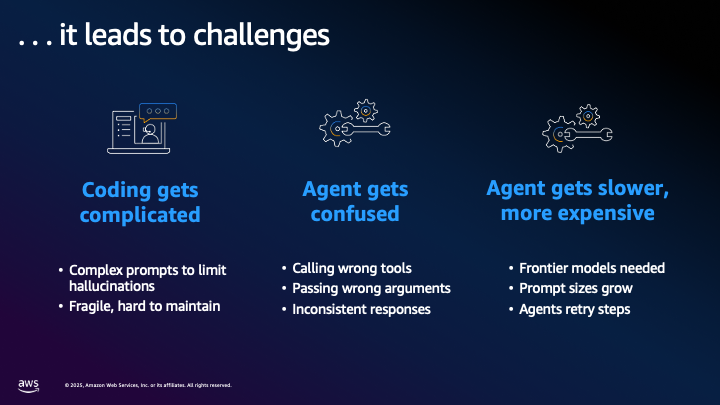 . . . it leads to challenges
Coding gets
complicated
• Complex prompts to limit
hallucinations
• Fragile, hard to maintain
Agent gets
confused
• Calling wrong tools
• Passing wrong arguments
• Inconsistent responses
Agent gets slower,
more expensive
• Frontier models needed
• Prompt sizes grow
• Agents retry steps
aws
© 2025, Amazon Web Services, Inc. or its affiliates. All rights reserved.